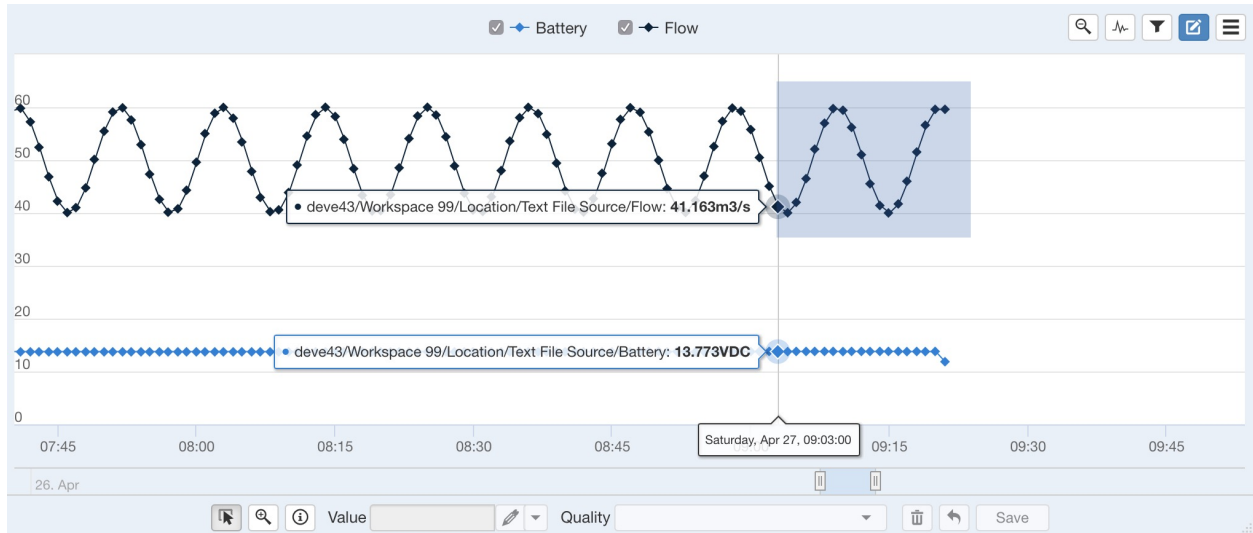 Battery Flow
60
50
40
30
20
10
0
deve43/Workspace 99/Location/Text File Source/Flow: 41.163m3/s
deve43/Workspace 99/Location/Text File Source/Battery: 13.773VDC
Saturday, Apr 27, 09:03:00
07:45 08:00 08:15 08:30 08:45 09:00 09:15 09:30 09:45
26. Apr
Value Quality Save